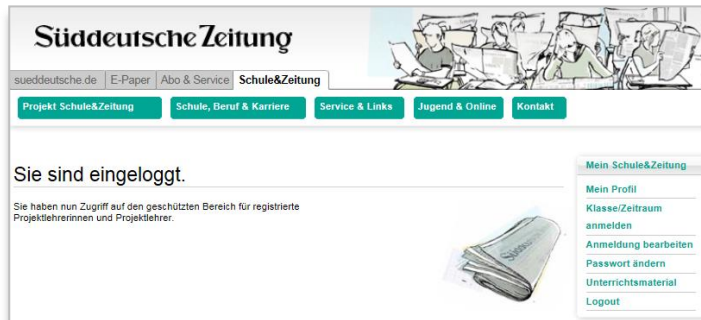 Süddeutsche Zeitung
sueddeutsche.de E-Paper Abo & Service Schule&Zeitung
Projekt Schule&Zeitung Schule, Beruf & Karriere Service & Links Jugend & Online Kontakt
Sie sind eingeloggt.
Sie haben nun Zugriff auf den geschützten Bereich für registrierte
Projektlehrerinnen und Projektlehrer.
Mein Schule&Zeitung
Mein Profil
Klasse/Zeitraum
anmelden
Anmeldung bearbeiten
Passwort ändern
Unterrichtsmaterial
Logout